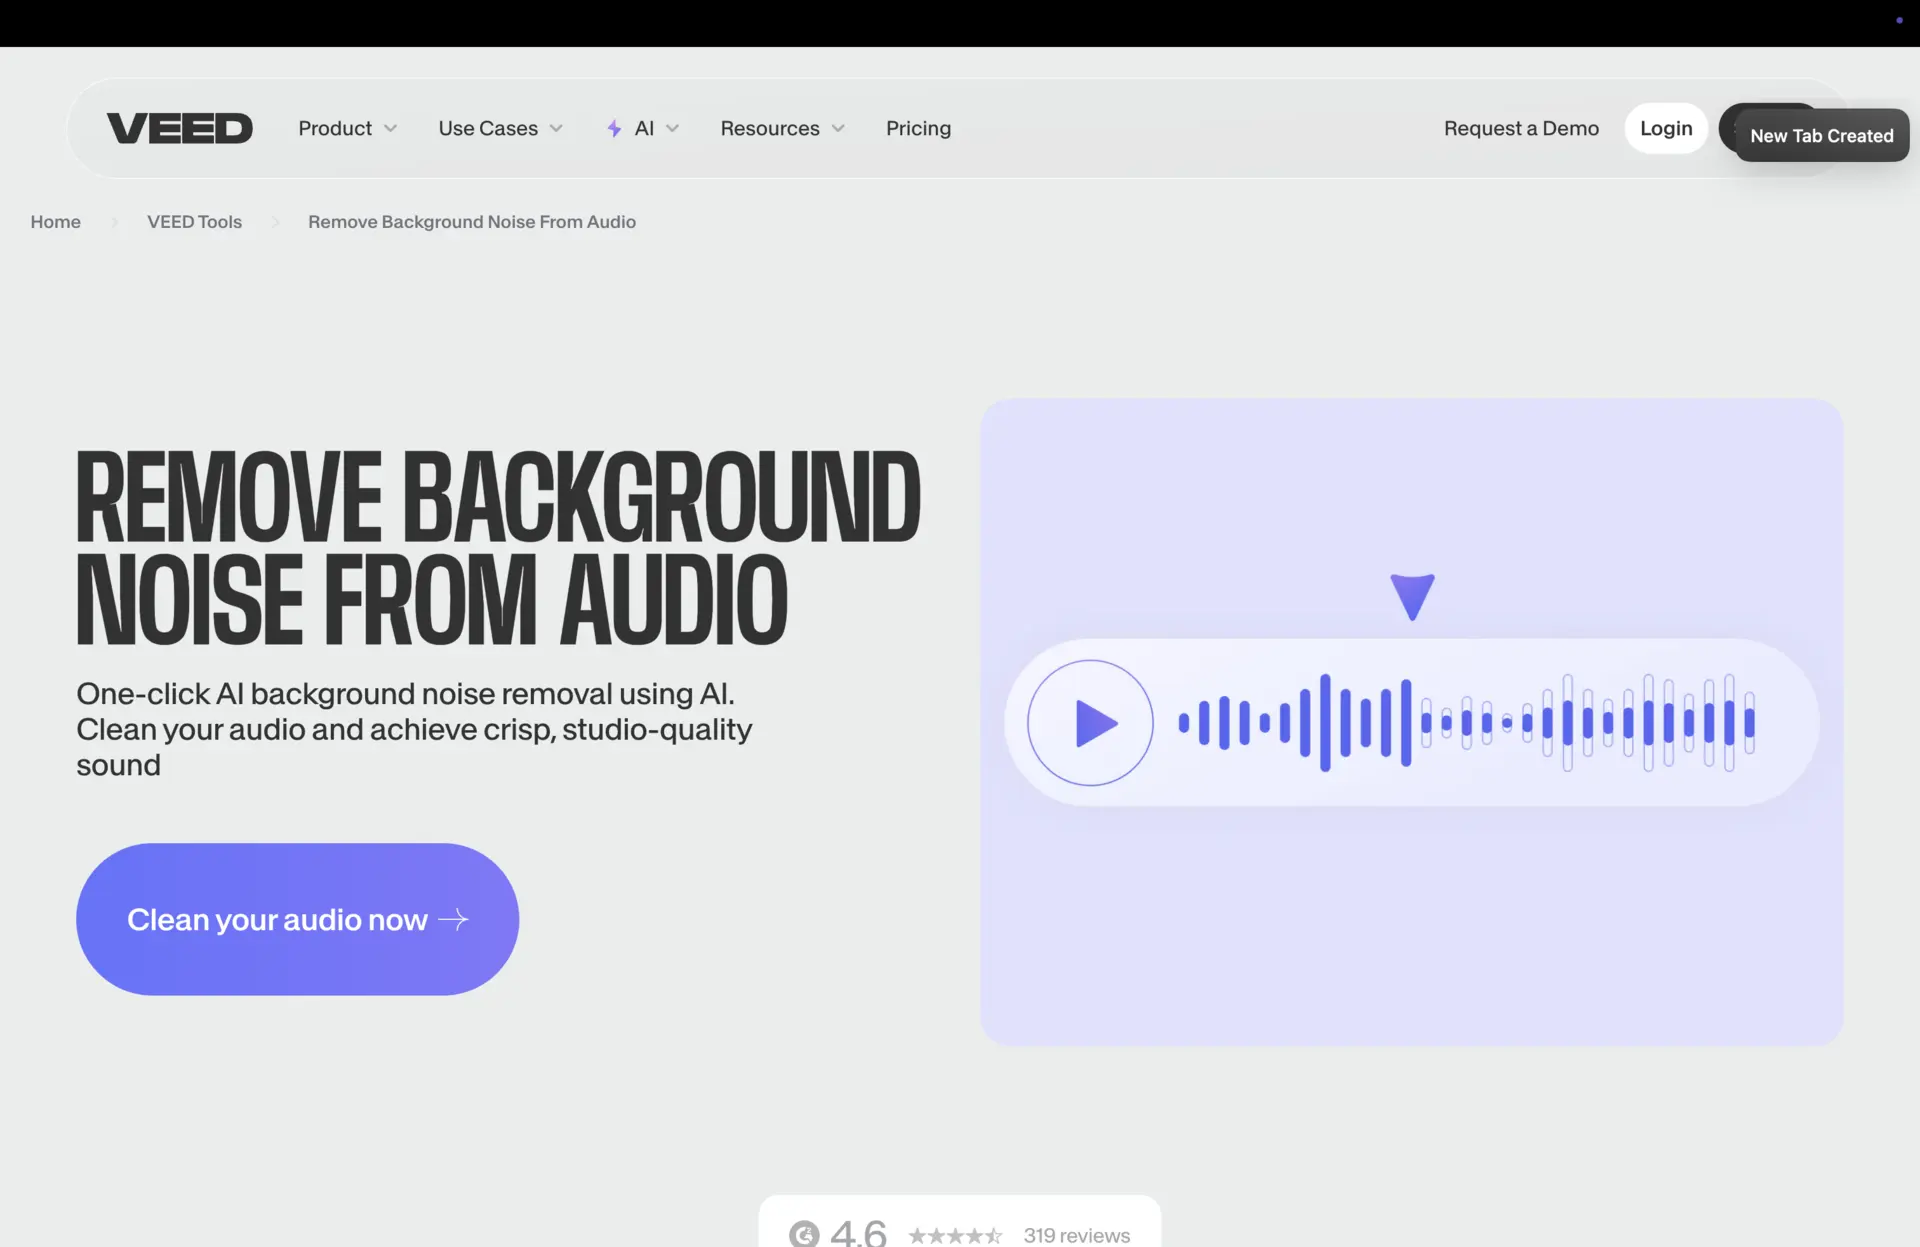 VEED
Product
Use Cases
AI
Resources
Pricing
Request a Demo
Login
New Tab Created
Home
VEED Tools
Remove Background Noise From Audio
REMOVE BACKGROUND
NOISE FROM AUDIO
One-click AI background noise removal using AI.
Clean your audio and achieve crisp, studio-quality
sound
Clean your audio now
4.6
319 reviews